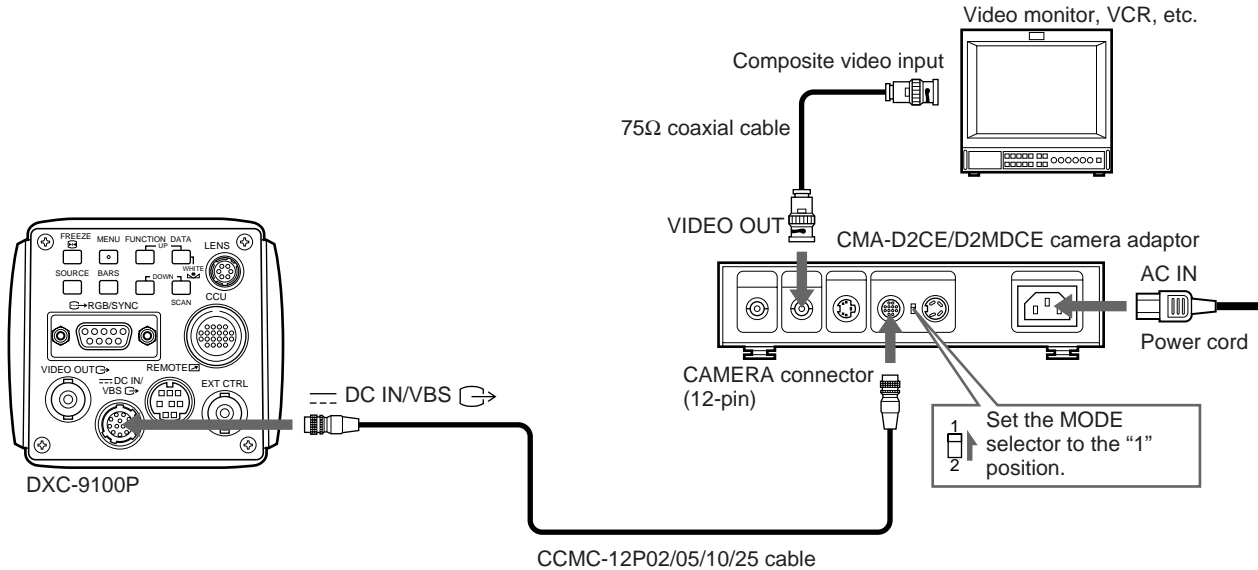 Video monitor, VCR, etc.
Composite video input
75Ω coaxial cable
VIDEO OUT
CMA-D2CE/D2MDCE camera adaptor
AC IN
Power cord
CAMERA connector
(12-pin)
Set the MODE
selector to the “1”
position.
1
2
FREEZE MENU FUNCTION DATA
UP
LENS
SOURCE BARS
DOWN
WHITE
SCAN
CCU
RGB/SYNC
VIDEO OUT
DC IN/
VBS
REMOTE
EXT CTRL
DC IN/VBS
DXC-9100P
CCMC-12P02/05/10/25 cable